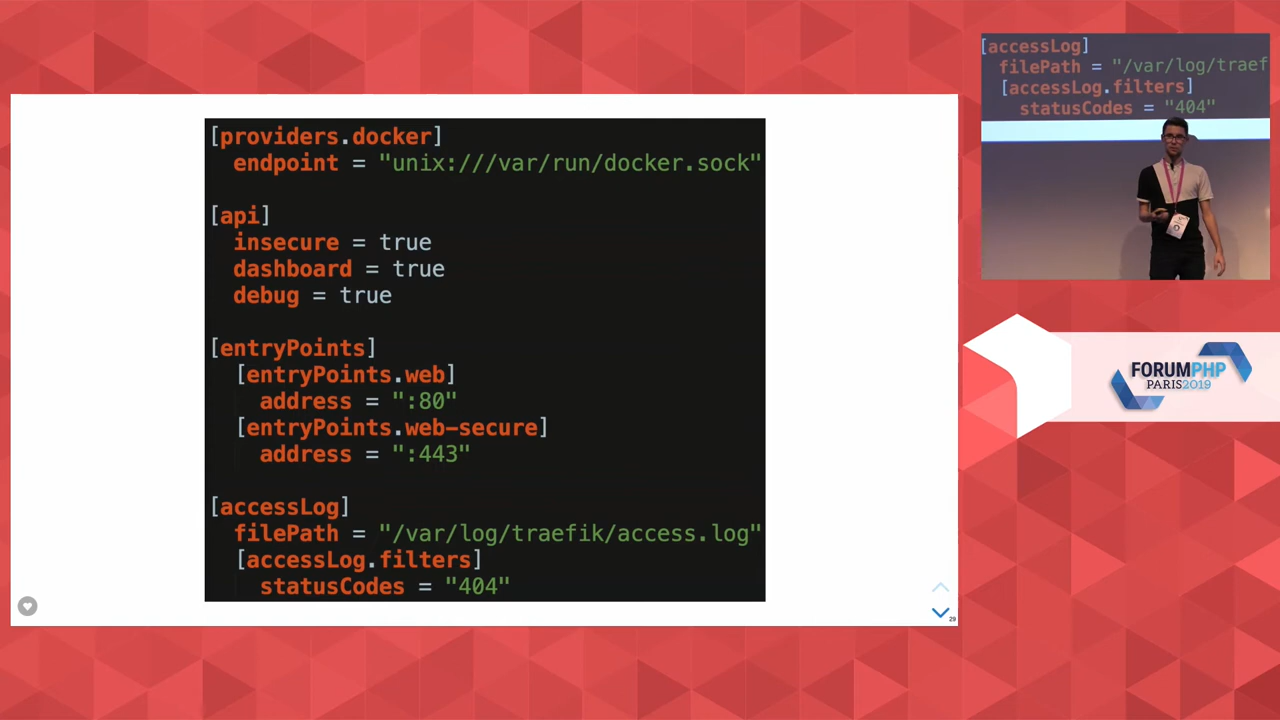 [providers.docker]
endpoint = "unix:///var/run/docker.sock"
[api]
insecure = true
dashboard = true
debug = true
[entryPoints]
[entryPoints.web]
address = ":80"
[entryPoints.web-secure]
address = ":443"
[accessLog]
filePath = "/var/log/traefik/access.log"
[accessLog.filters]
statusCodes = "404"
29
[accessLog]
filePath = "/var/log/traef
[accessLog.filters]
statusCodes = "404"
FORUMPHP
PARIS2019